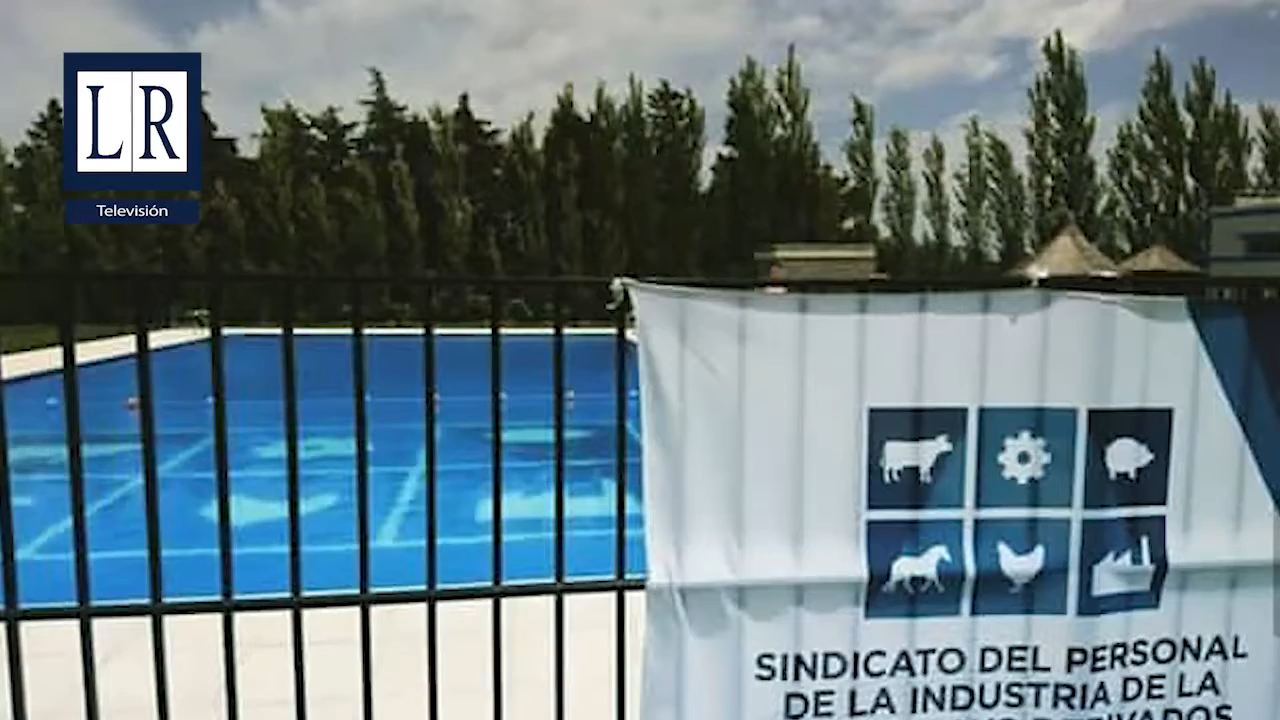 LR
Televisión
SINDICATO DEL PERSONAL
DE LA INDUSTRIA DE LA